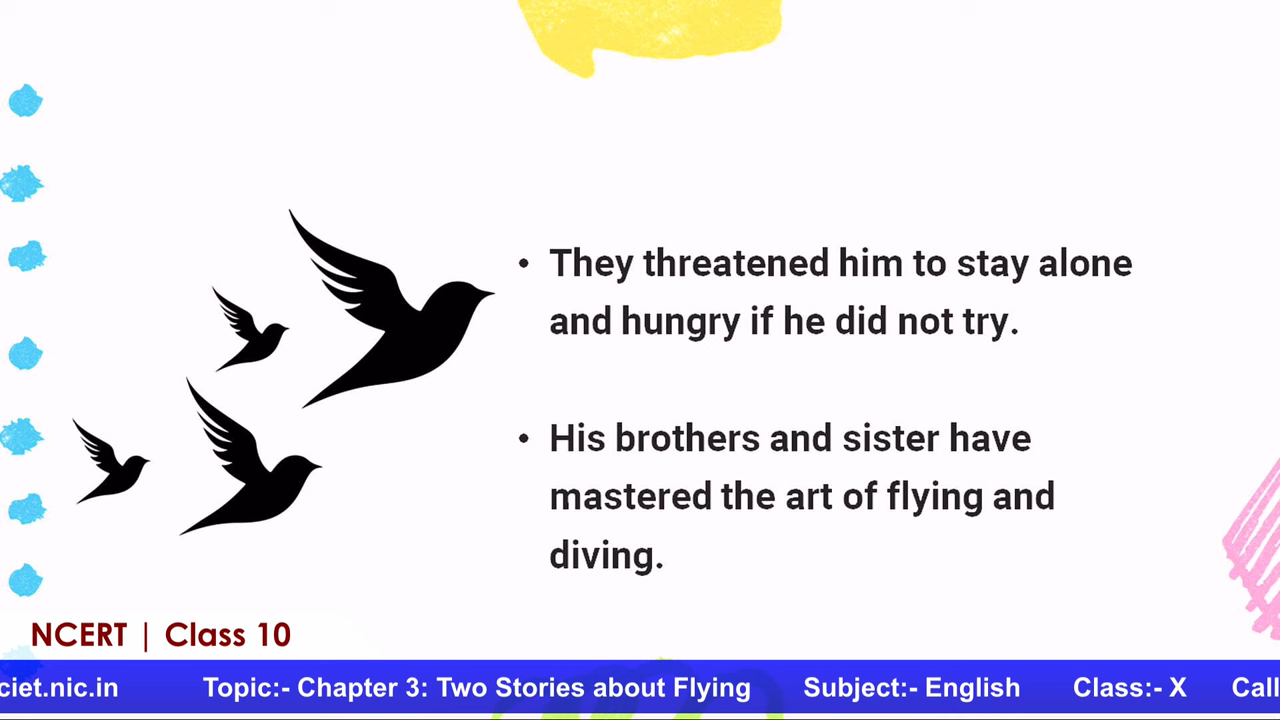 • They threatened him to stay alone
and hungry if he did not try.
• His brothers and sister have
mastered the art of flying and
diving.
NCERT | Class 10
ciet.nic.in Topic:- Chapter 3: Two Stories about Flying Subject:- English Class:- X Call